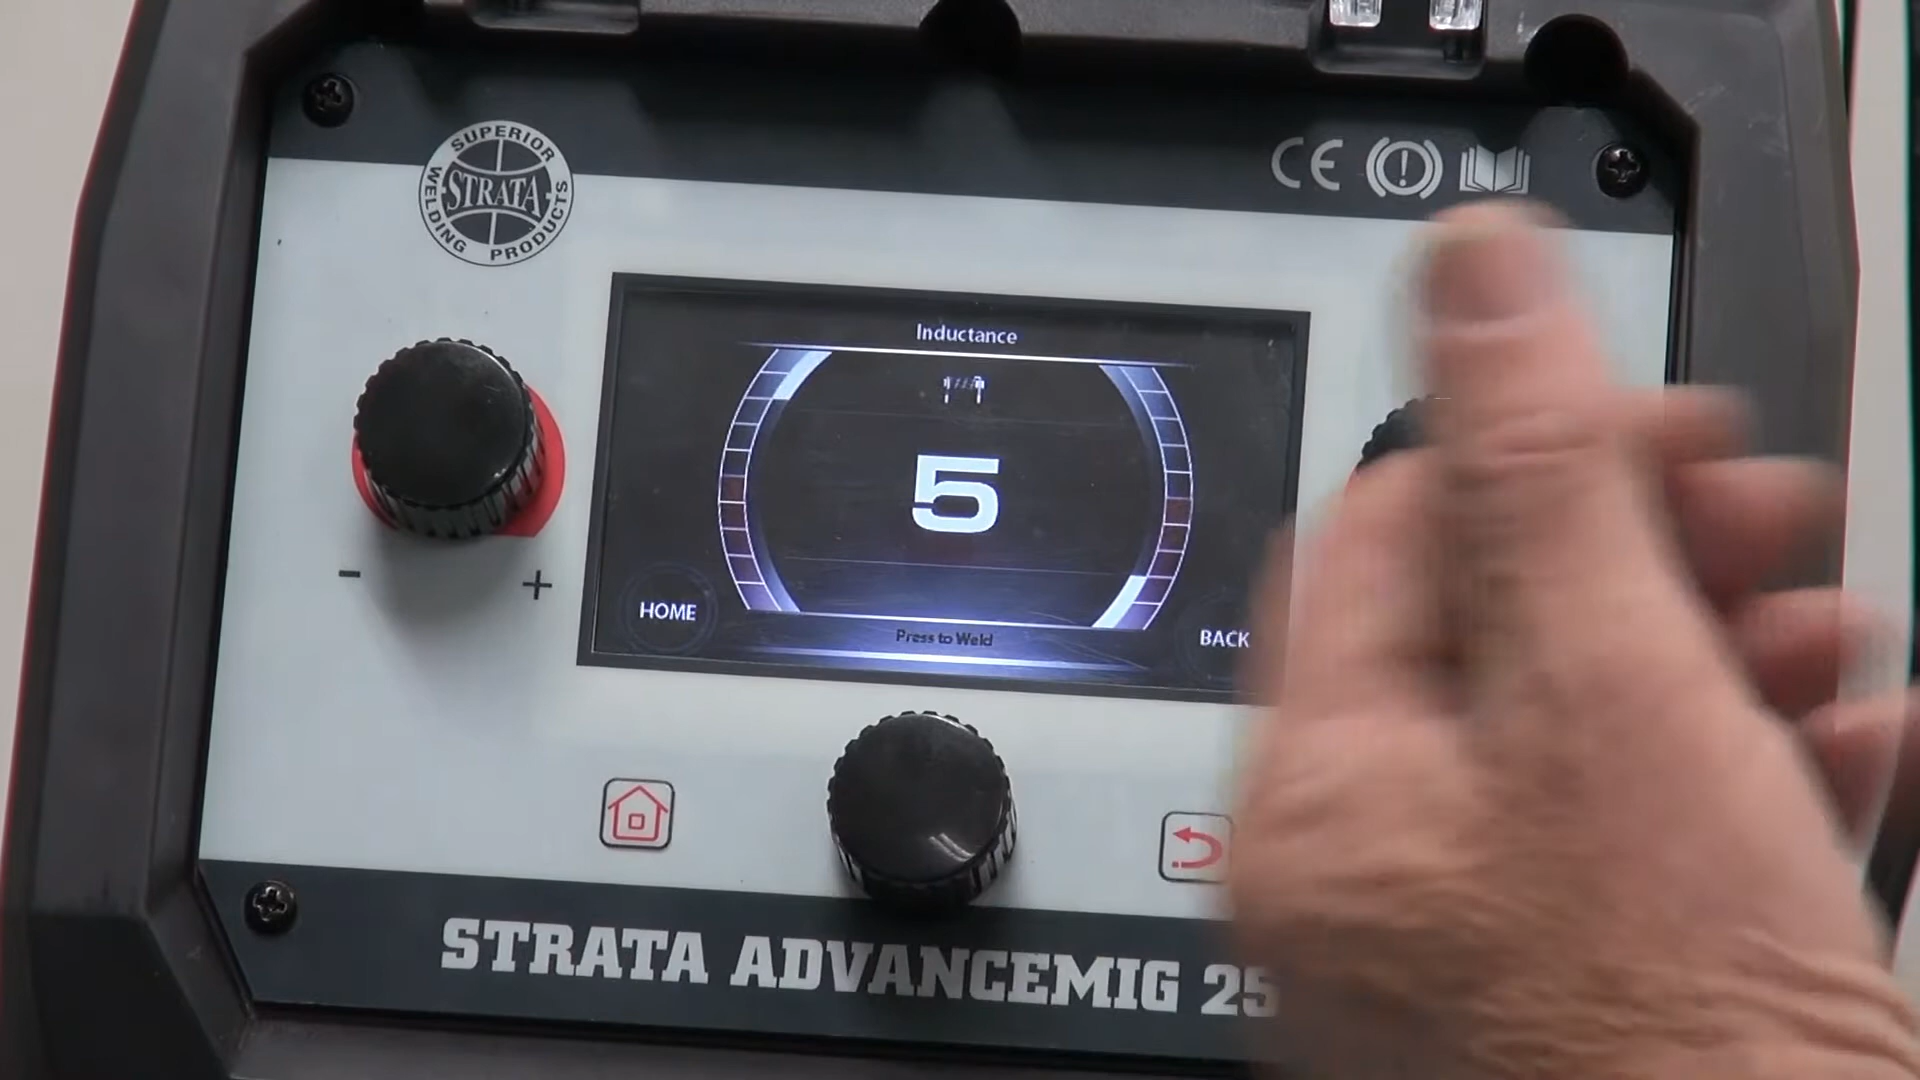 SUPERIOR
STRATA
WELDING PRODUCTS
CE
Inductance
5
HOME
Press to Weld
BACK
- +
STRATA ADVANCEMIG 25